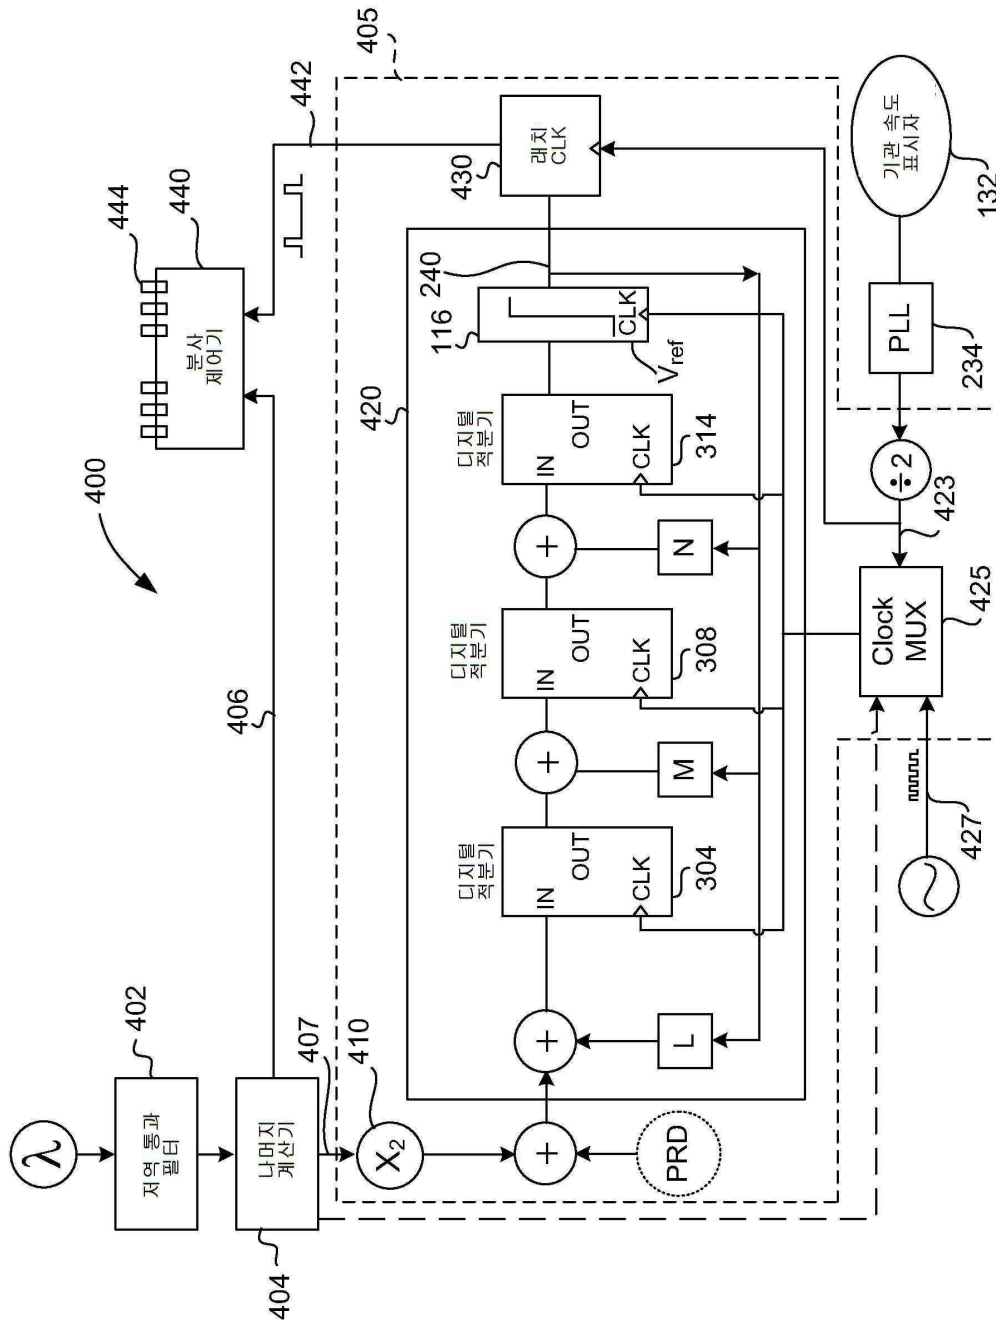 400
λ
저역 통과
필터
402
나머지
계산기
404
406
분사
제어기
444
440
442
407
X₂
410
405
420
+
PRD
+
L
디지털
적분기
IN
OUT
CLK
304
+
M
디지털
적분기
IN
OUT
CLK
308
+
N
디지털
적분기
IN
OUT
CLK
314
116
CLK
Vref
240
래치
CLK
430
427
Clock
MUX
425
÷2
423
PLL
234
기관 속도
표시자
132